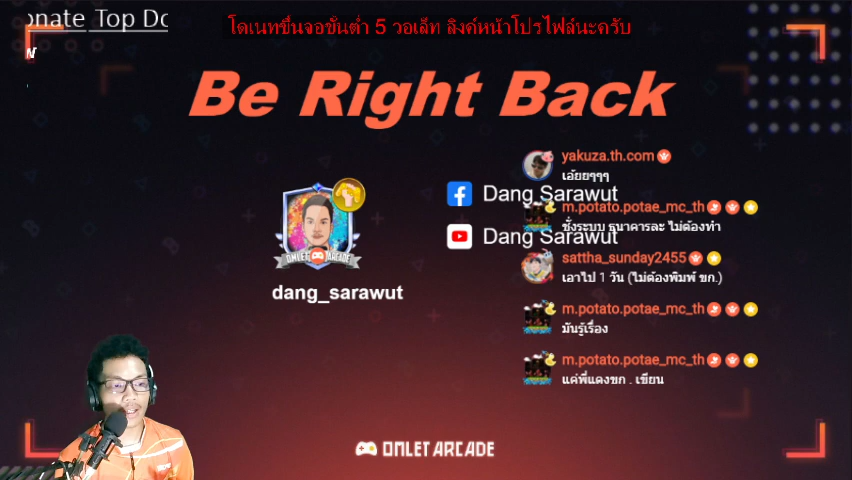 onate Top Do
โดเนทขึ้นจอขั้นต่ำ 5 วอเล็ท ลิงค์หน้าโปรไฟล์นะครับ
N
Be Right Back
yakuza.th.com
เอ้ยยๆๆๆ
Dang Sarawut
m.potato.potae_mc_th
ชั่งระบบ ธนาคารละ ไม่ต้องทำ
Dang Sarawut
sattha_sunday2455
เอาไป 1 วัน (ไม่ต้องพิมพ์ ขก.)
OMLET ARCADE
dang_sarawut
m.potato.potae_mc_th
มันรู้เรื่อง
m.potato.potae_mc_th
แค่พี่แดงขก . เขียน
OMLET ARCADE